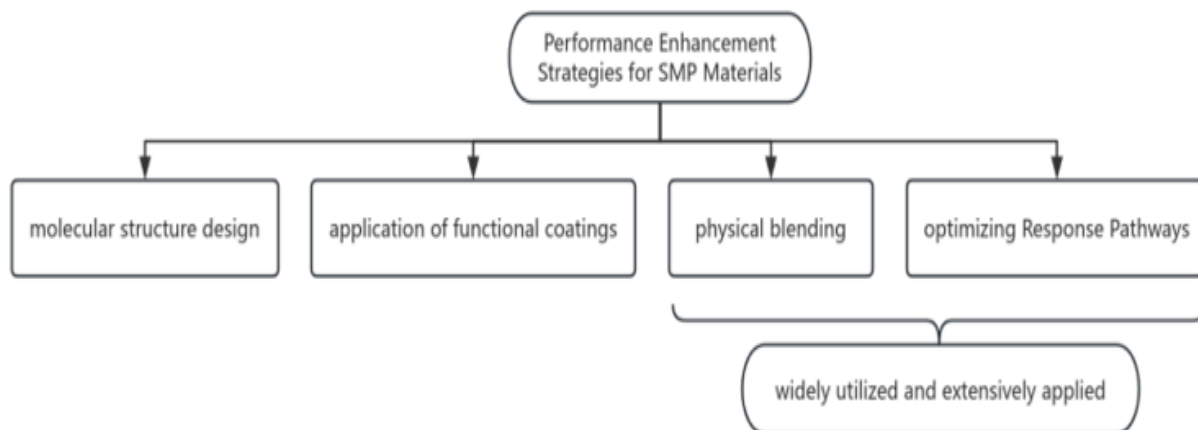 Performance Enhancement
Strategies for SMP Materials
molecular structure design
application of functional coatings
physical blending
optimizing Response Pathways
widely utilized and extensively applied